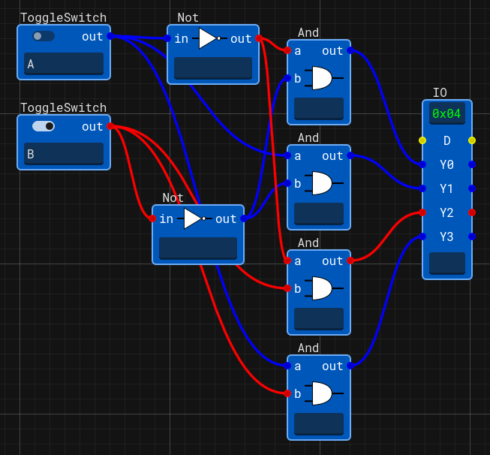 ToggleSwitch
out
A
ToggleSwitch
out
B
Not
in out
Not
in out
And
a out
b
And
a out
b
And
a out
b
And
a out
b
IO
0x04
D
Y0
Y1
Y2
Y3